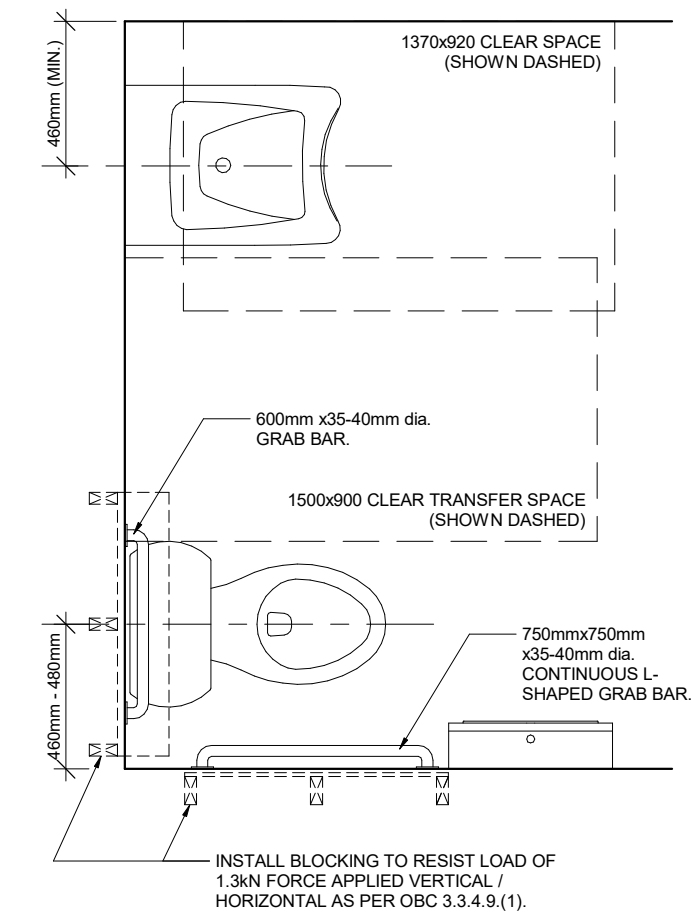 460mm (MIN.)
1370x920 CLEAR SPACE
(SHOWN DASHED)
600mm x35-40mm dia.
GRAB BAR.
1500x900 CLEAR TRANSFER SPACE
(SHOWN DASHED)
460mm - 480mm
750mmx750mm
x35-40mm dia.
CONTINUOUS L-
SHAPED GRAB BAR.
INSTALL BLOCKING TO RESIST LOAD OF
1.3kN FORCE APPLIED VERTICAL /
HORIZONTAL AS PER OBC 3.3.4.9.(1).